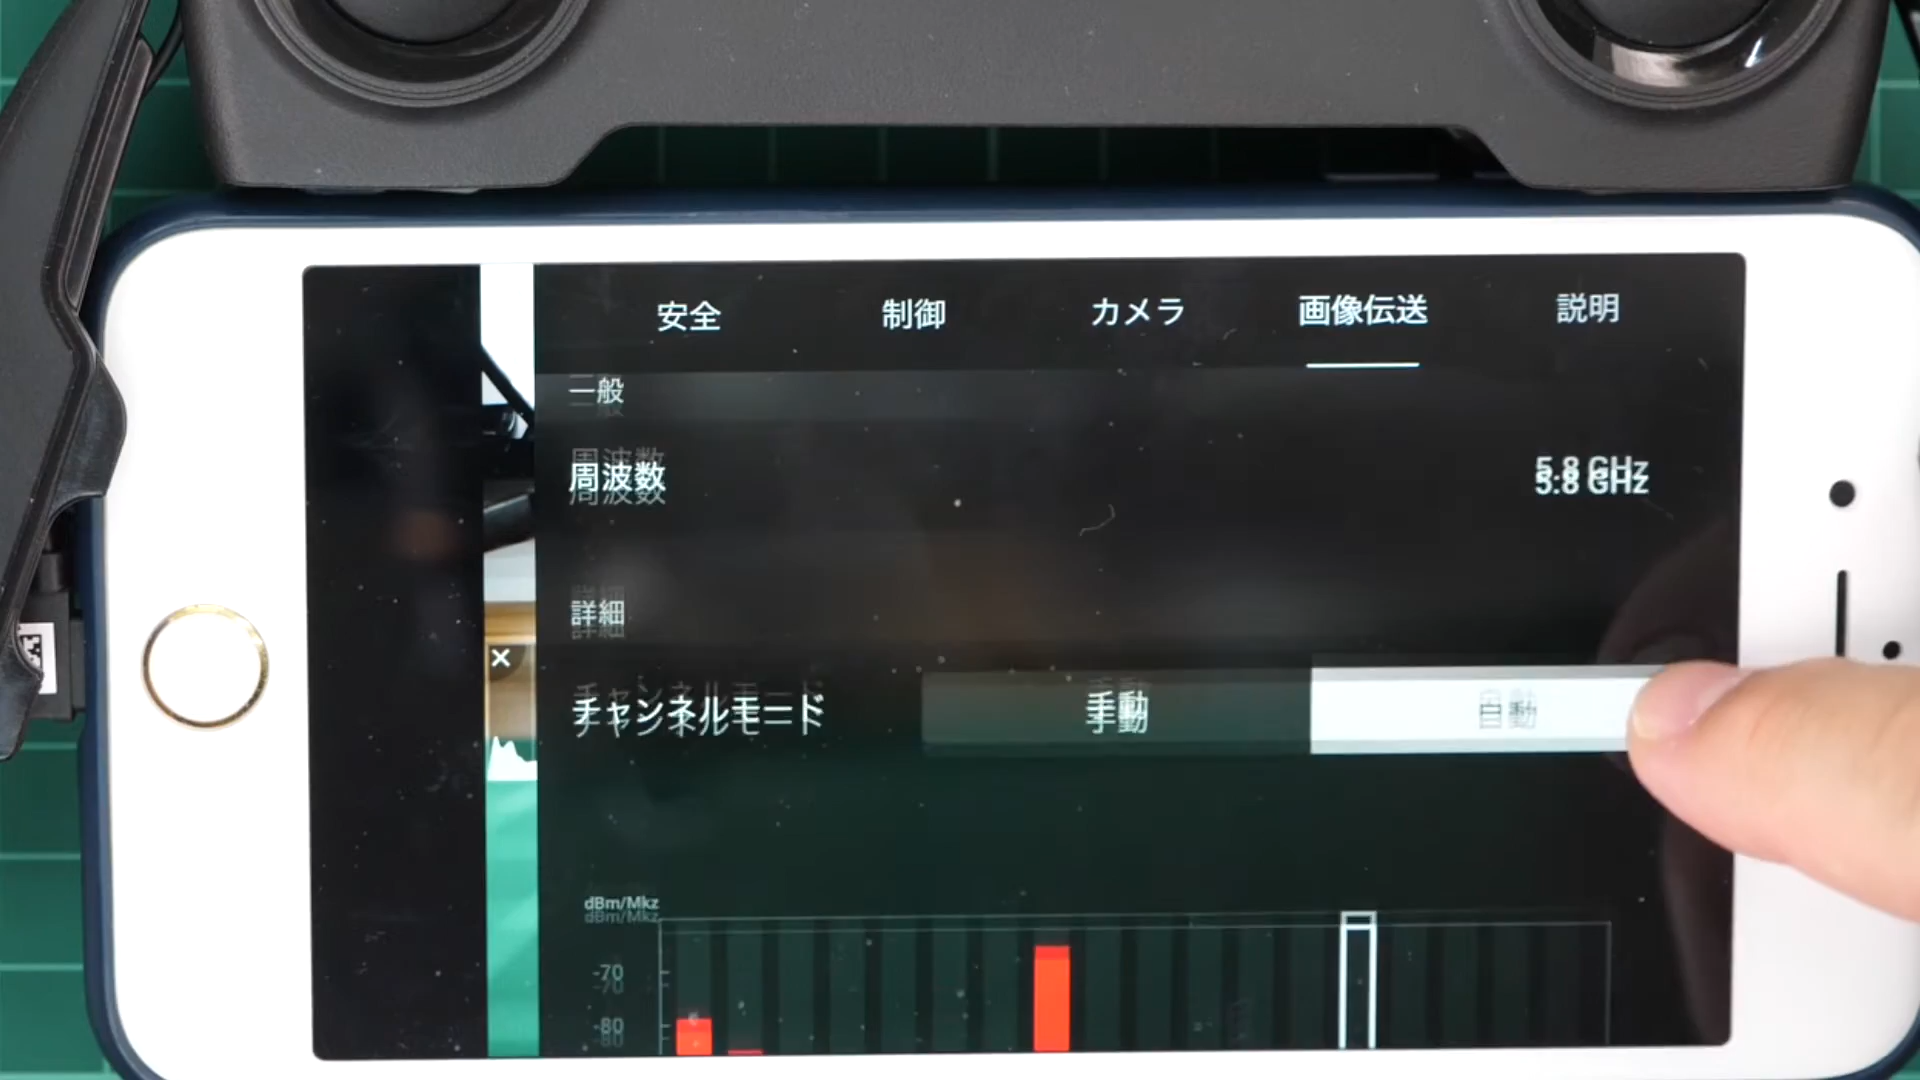 安全 制御 カメラ 画像伝送 説明
一般
周波数 5.8 GHz
詳細
チャンネルモード 手動 自動
dBm/Mkz
-70
-80